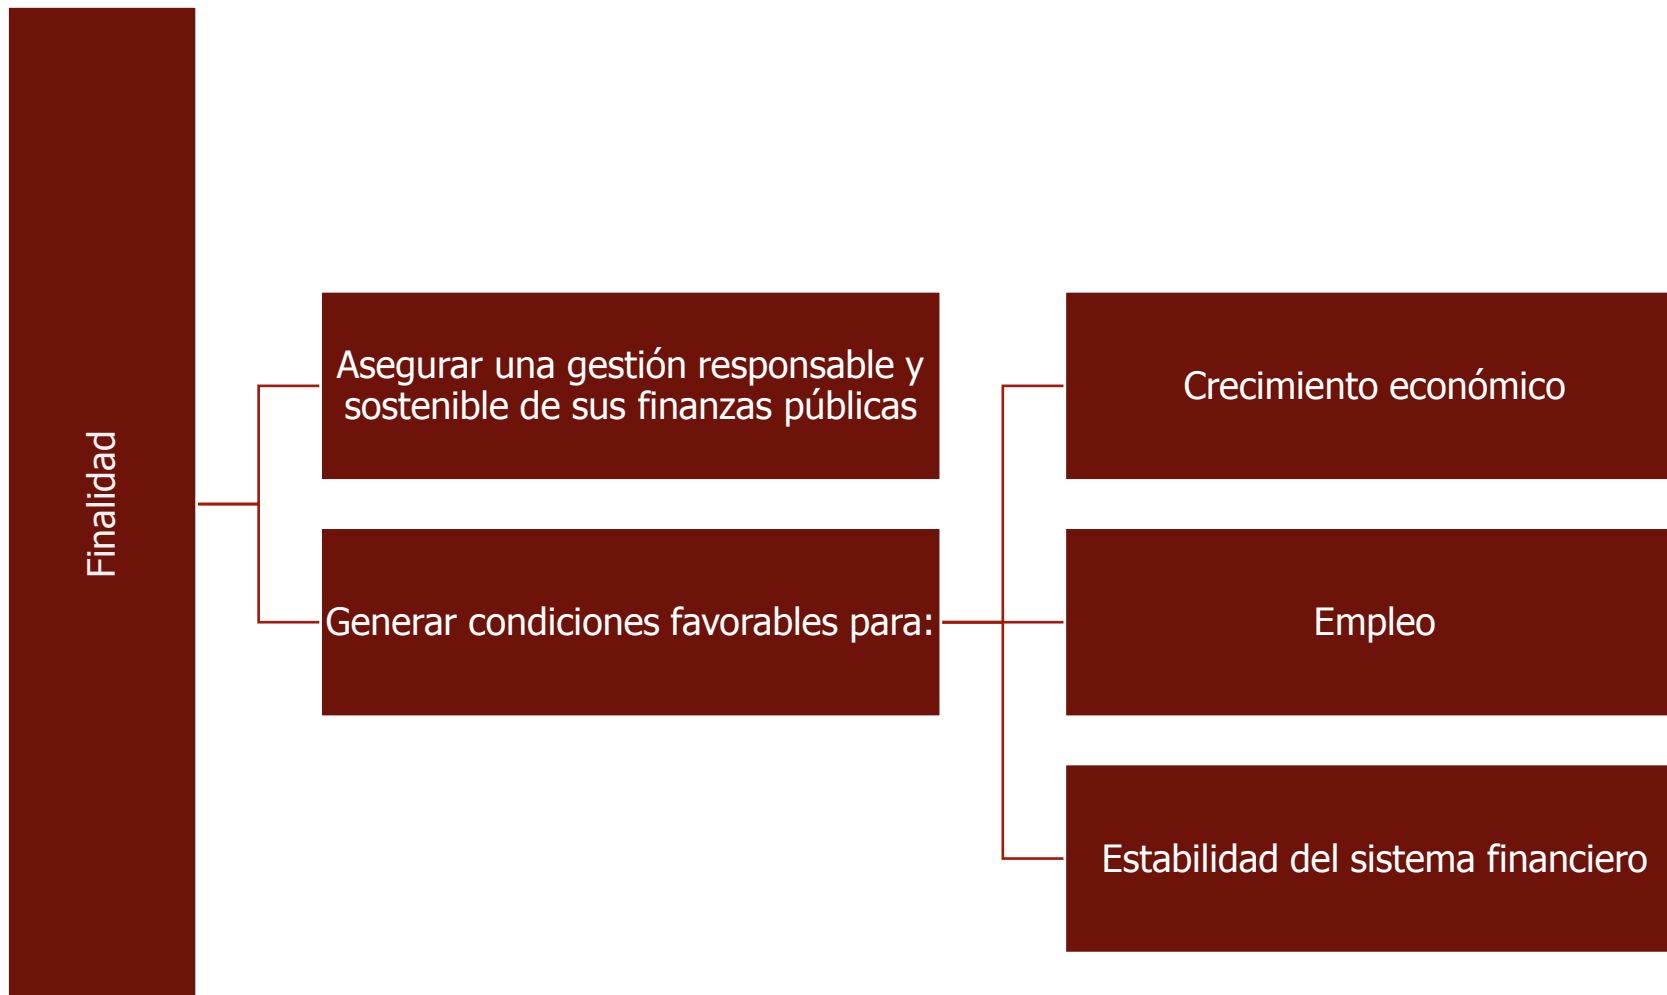 Finalidad
Asegurar una gestión responsable y
sostenible de sus finanzas públicas
Generar condiciones favorables para:
Crecimiento económico
Empleo
Estabilidad del sistema financiero